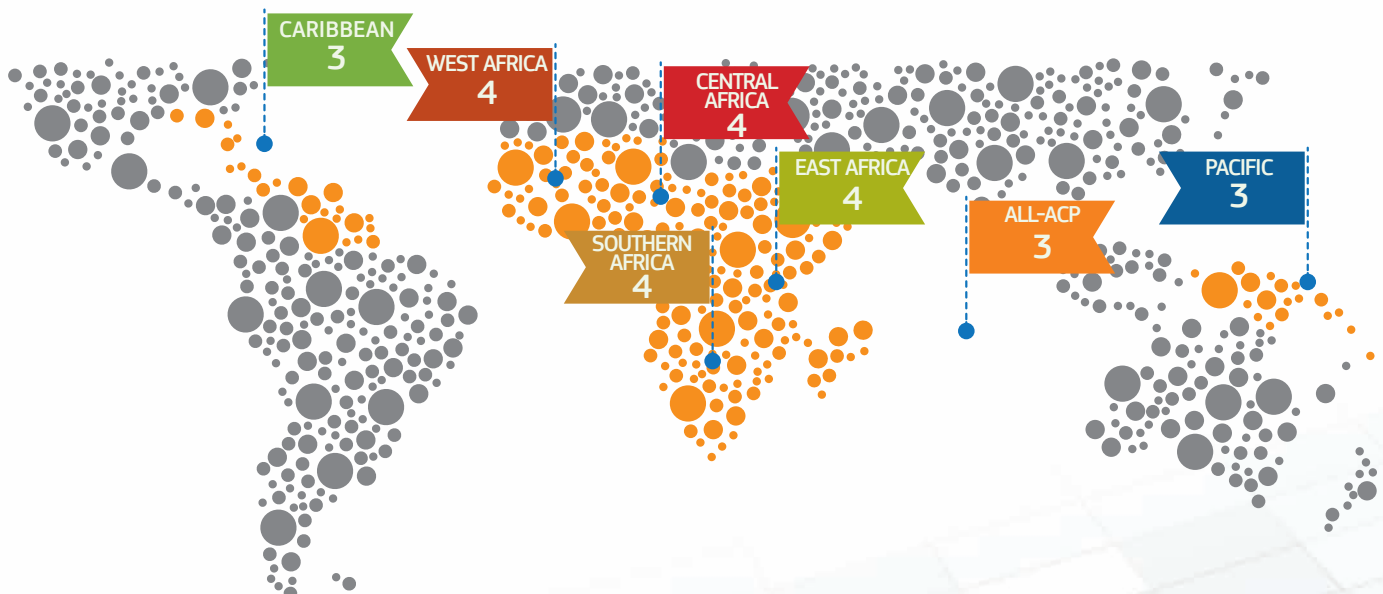 CARIBBEAN
3
WEST AFRICA
4
CENTRAL
AFRICA
4
EAST AFRICA
4
PACIFIC
3
ALL-ACP
3
SOUTHERN
AFRICA
4